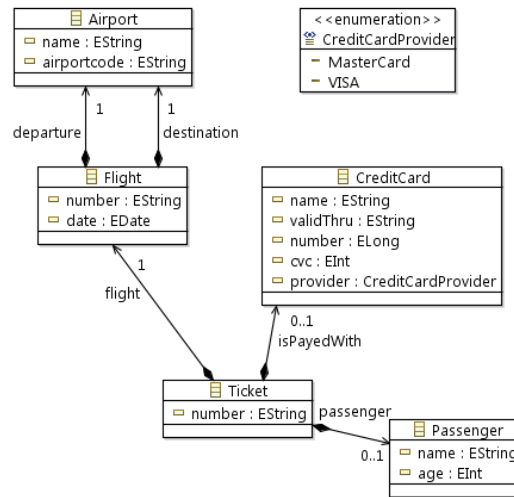 Airport
name : EString
airportcode : EString
<<enumeration>>
CreditCardProvider
MasterCard
VISA
1
1
departure
destination
Flight
number : EString
date : EDate
CreditCard
name : EString
validThru : EString
number : ELong
cvc : EInt
provider : CreditCardProvider
1
flight
0..1
isPayedWith
Ticket
number : EString
passenger
0..1
Passenger
name : EString
age : EInt